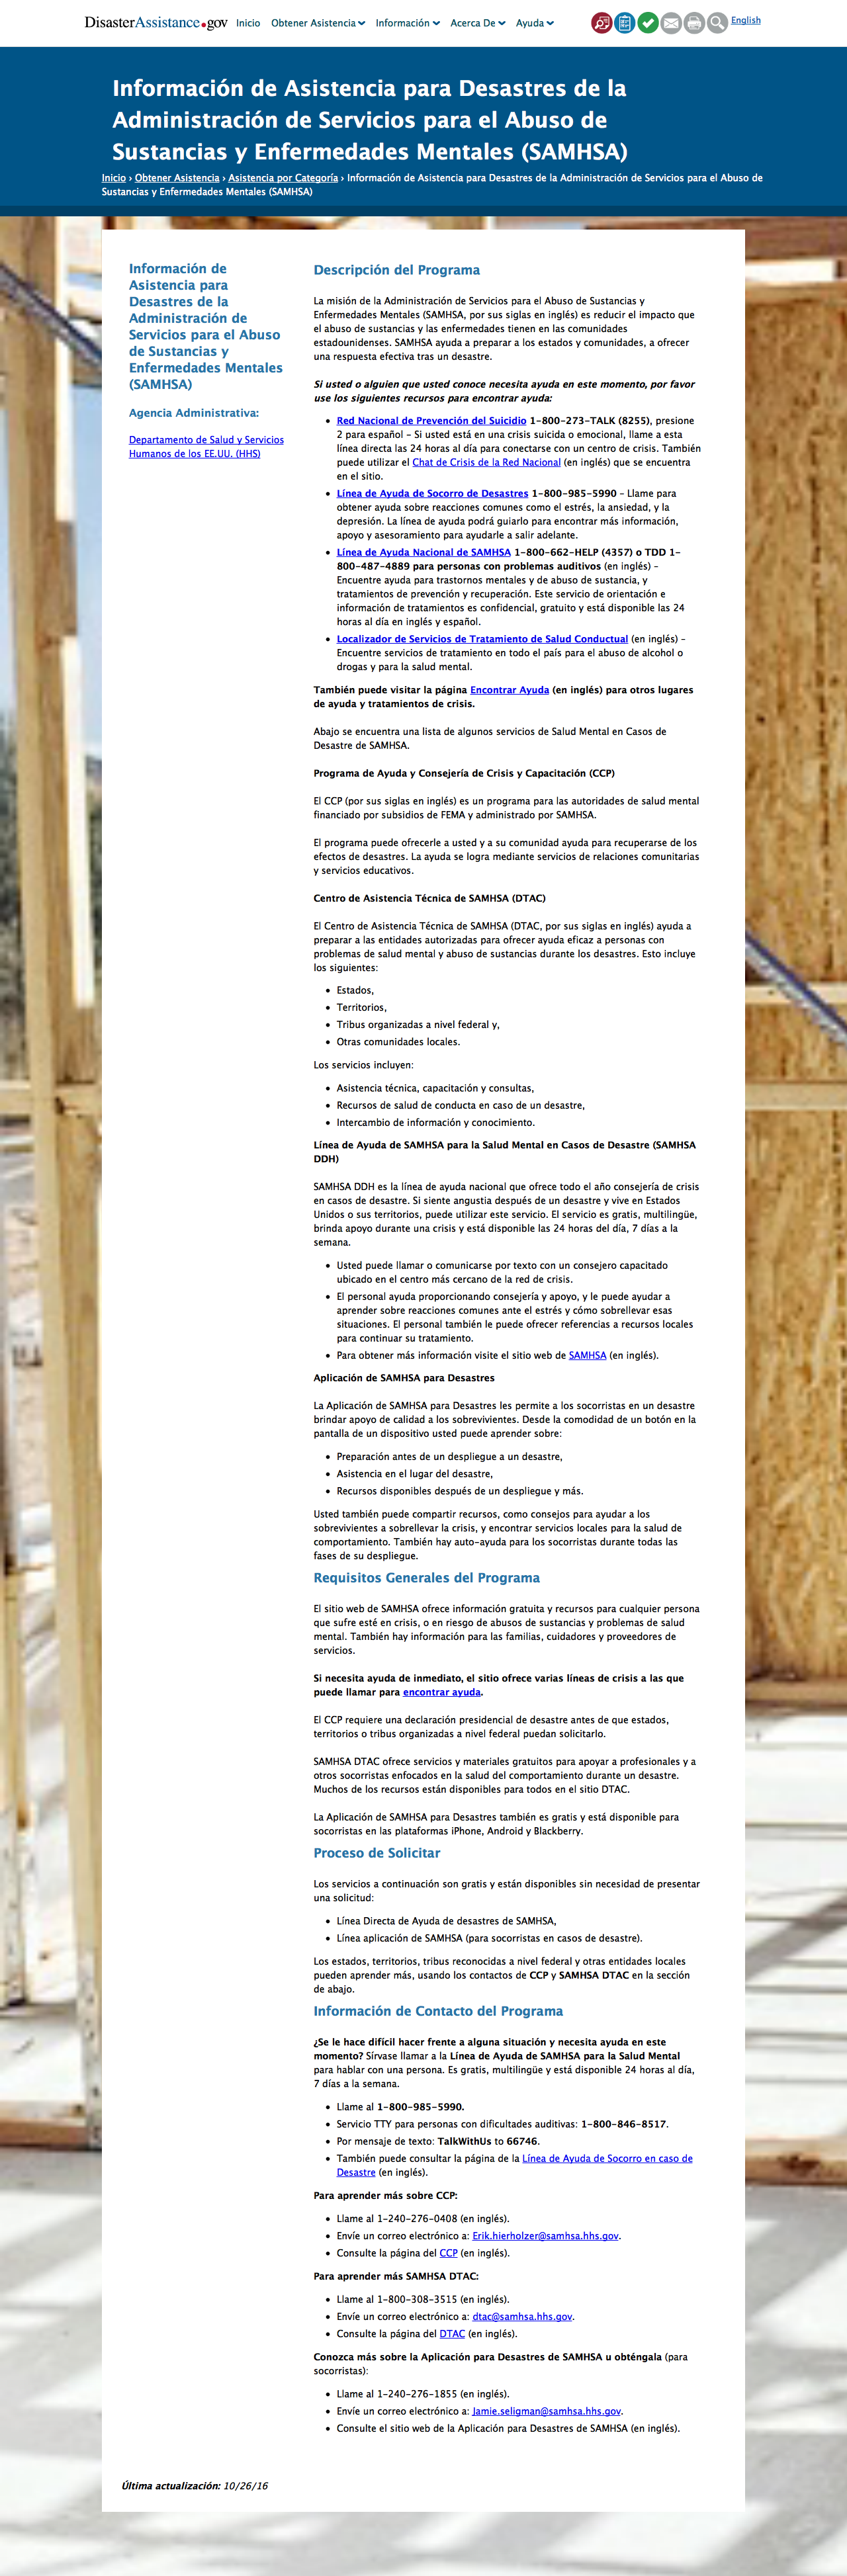 DisasterAssistance.gov Inicio Obtener Asistencia Información Acerca De Ayuda English
Información de Asistencia para Desastres de la
Administración de Servicios para el Abuso de
Sustancias y Enfermedades Mentales (SAMHSA)
Inicio › Obtener Asistencia › Asistencia por Categoría › Información de Asistencia para Desastres de la Administración de Servicios para el Abuso de
Sustancias y Enfermedades Mentales (SAMHSA)
Información de
Asistencia para
Desastres de la
Administración de
Servicios para el Abuso
de Sustancias y
Enfermedades Mentales
(SAMHSA)
Agencia Administrativa:
Departamento de Salud y Servicios
Humanos de los EE.UU. (HHS)
Descripción del Programa
La misión de la Administración de Servicios para el Abuso de Sustancias y
Enfermedades Mentales (SAMHSA, por sus siglas en inglés) es reducir el impacto que
el abuso de sustancias y las enfermedades tienen en las comunidades
estadounidenses. SAMHSA ayuda a preparar a los estados y comunidades, a ofrecer
una respuesta efectiva tras un desastre.
Si usted o alguien que usted conoce necesita ayuda en este momento, por favor
use los siguientes recursos para encontrar ayuda:
• Red Nacional de Prevención del Suicidio 1-800-273-TALK (8255), presione
2 para español – Si usted está en una crisis suicida o emocional, llame a esta
línea directa las 24 horas al día para conectarse con un centro de crisis. También
puede utilizar el Chat de Crisis de la Red Nacional (en inglés) que se encuentra
en el sitio.
• Línea de Ayuda de Socorro de Desastres 1-800-985-5990 – Llame para
obtener ayuda sobre reacciones comunes como el estrés, la ansiedad, y la
depresión. La línea de ayuda podrá guiarlo para encontrar más información,
apoyo y asesoramiento para ayudarle a salir adelante.
• Línea de Ayuda Nacional de SAMHSA 1-800-662-HELP (4357) o TDD 1-
800-487-4889 para personas con problemas auditivos (en inglés) –
Encuentre ayuda para trastornos mentales y de abuso de sustancia, y
tratamientos de prevención y recuperación. Este servicio de orientación e
información de tratamientos es confidencial, gratuito y está disponible las 24
horas al día en inglés y español.
• Localizador de Servicios de Tratamiento de Salud Conductual (en inglés) –
Encuentre servicios de tratamiento en todo el país para el abuso de alcohol o
drogas y para la salud mental.
También puede visitar la página Encontrar Ayuda (en inglés) para otros lugares
de ayuda y tratamientos de crisis.
Abajo se encuentra una lista de algunos servicios de Salud Mental en Casos de
Desastre de SAMHSA.
Programa de Ayuda y Consejería de Crisis y Capacitación (CCP)
El CCP (por sus siglas en inglés) es un programa para las autoridades de salud mental
financiado por subsidios de FEMA y administrado por SAMHSA.
El programa puede ofrecerle a usted y a su comunidad ayuda para recuperarse de los
efectos de desastres. La ayuda se logra mediante servicios de relaciones comunitarias
y servicios educativos.
Centro de Asistencia Técnica de SAMHSA (DTAC)
El Centro de Asistencia Técnica de SAMHSA (DTAC, por sus siglas en inglés) ayuda a
preparar a las entidades autorizadas para ofrecer ayuda eficaz a personas con
problemas de salud mental y abuso de sustancias durante los desastres. Esto incluye
los siguientes:
• Estados,
• Territorios,
• Tribus organizadas a nivel federal y,
• Otras comunidades locales.
Los servicios incluyen:
• Asistencia técnica, capacitación y consultas,
• Recursos de salud de conducta en caso de un desastre,
• Intercambio de información y conocimiento.
Línea de Ayuda de SAMHSA para la Salud Mental en Casos de Desastre (SAMHSA
DDH)
SAMHSA DDH es la línea de ayuda nacional que ofrece todo el año consejería de crisis
en casos de desastre. Si siente angustia después de un desastre y vive en Estados
Unidos o sus territorios, puede utilizar este servicio. El servicio es gratis, multilingüe,
brinda apoyo durante una crisis y está disponible las 24 horas del día, 7 días a la
semana.
• Usted puede llamar o comunicarse por texto con un consejero capacitado
ubicado en el centro más cercano de la red de crisis.
• El personal ayuda proporcionando consejería y apoyo, y le puede ayudar a
aprender sobre reacciones comunes ante el estrés y cómo sobrellevar esas
situaciones. El personal también le puede ofrecer referencias a recursos locales
para continuar su tratamiento.
• Para obtener más información visite el sitio web de SAMHSA (en inglés).
Aplicación de SAMHSA para Desastres
La Aplicación de SAMHSA para Desastres les permite a los socorristas en un desastre
brindar apoyo de calidad a los sobrevivientes. Desde la comodidad de un botón en la
pantalla de un dispositivo usted puede aprender sobre:
• Preparación antes de un despliegue a un desastre,
• Asistencia en el lugar del desastre,
• Recursos disponibles después de un despliegue y más.
Usted también puede compartir recursos, como consejos para ayudar a los
sobrevivientes a sobrellevar la crisis, y encontrar servicios locales para la salud de
comportamiento. También hay auto-ayuda para los socorristas durante todas las
fases de su despliegue.
Requisitos Generales del Programa
El sitio web de SAMHSA ofrece información gratuita y recursos para cualquier persona
que sufre esté en crisis, o en riesgo de abusos de sustancias y problemas de salud
mental. También hay información para las familias, cuidadores y proveedores de
servicios.
Si necesita ayuda de inmediato, el sitio ofrece varias líneas de crisis a las que
puede llamar para encontrar ayuda.
El CCP requiere una declaración presidencial de desastre antes de que estados,
territorios o tribus organizadas a nivel federal puedan solicitarlo.
SAMHSA DTAC ofrece servicios y materiales gratuitos para apoyar a profesionales y a
otros socorristas enfocados en la salud del comportamiento durante un desastre.
Muchos de los recursos están disponibles para todos en el sitio DTAC.
La Aplicación de SAMHSA para Desastres también es gratis y está disponible para
socorristas en las plataformas iPhone, Android y Blackberry.
Proceso de Solicitar
Los servicios a continuación son gratis y están disponibles sin necesidad de presentar
una solicitud:
• Línea Directa de Ayuda de desastres de SAMHSA,
• Línea aplicación de SAMHSA (para socorristas en casos de desastre).
Los estados, territorios, tribus reconocidas a nivel federal y otras entidades locales
pueden aprender más, usando los contactos de CCP y SAMHSA DTAC en la sección
de abajo.
Información de Contacto del Programa
¿Se le hace difícil hacer frente a alguna situación y necesita ayuda en este
momento? Sírvase llamar a la Línea de Ayuda de SAMHSA para la Salud Mental
para hablar con una persona. Es gratis, multilingüe y está disponible 24 horas al día,
7 días a la semana.
• Llame al 1-800-985-5990.
• Servicio TTY para personas con dificultades auditivas: 1-800-846-8517.
• Por mensaje de texto: TalkWithUs to 66746.
• También puede consultar la página de la Línea de Ayuda de Socorro en caso de
Desastre (en inglés).
Para aprender más sobre CCP:
• Llame al 1-240-276-0408 (en inglés).
• Envíe un correo electrónico a: Erik.hierholzer@samhsa.hhs.gov.
• Consulte la página del CCP (en inglés).
Para aprender más SAMHSA DTAC:
• Llame al 1-800-308-3515 (en inglés).
• Envíe un correo electrónico a: dtac@samhsa.hhs.gov.
• Consulte la página del DTAC (en inglés).
Conozca más sobre la Aplicación para Desastres de SAMHSA u obténgala (para
socorristas):
• Llame al 1-240-276-1855 (en inglés).
• Envíe un correo electrónico a: Jamie.seligman@samhsa.hhs.gov.
• Consulte el sitio web de la Aplicación para Desastres de SAMHSA (en inglés).
Última actualización: 10/26/16